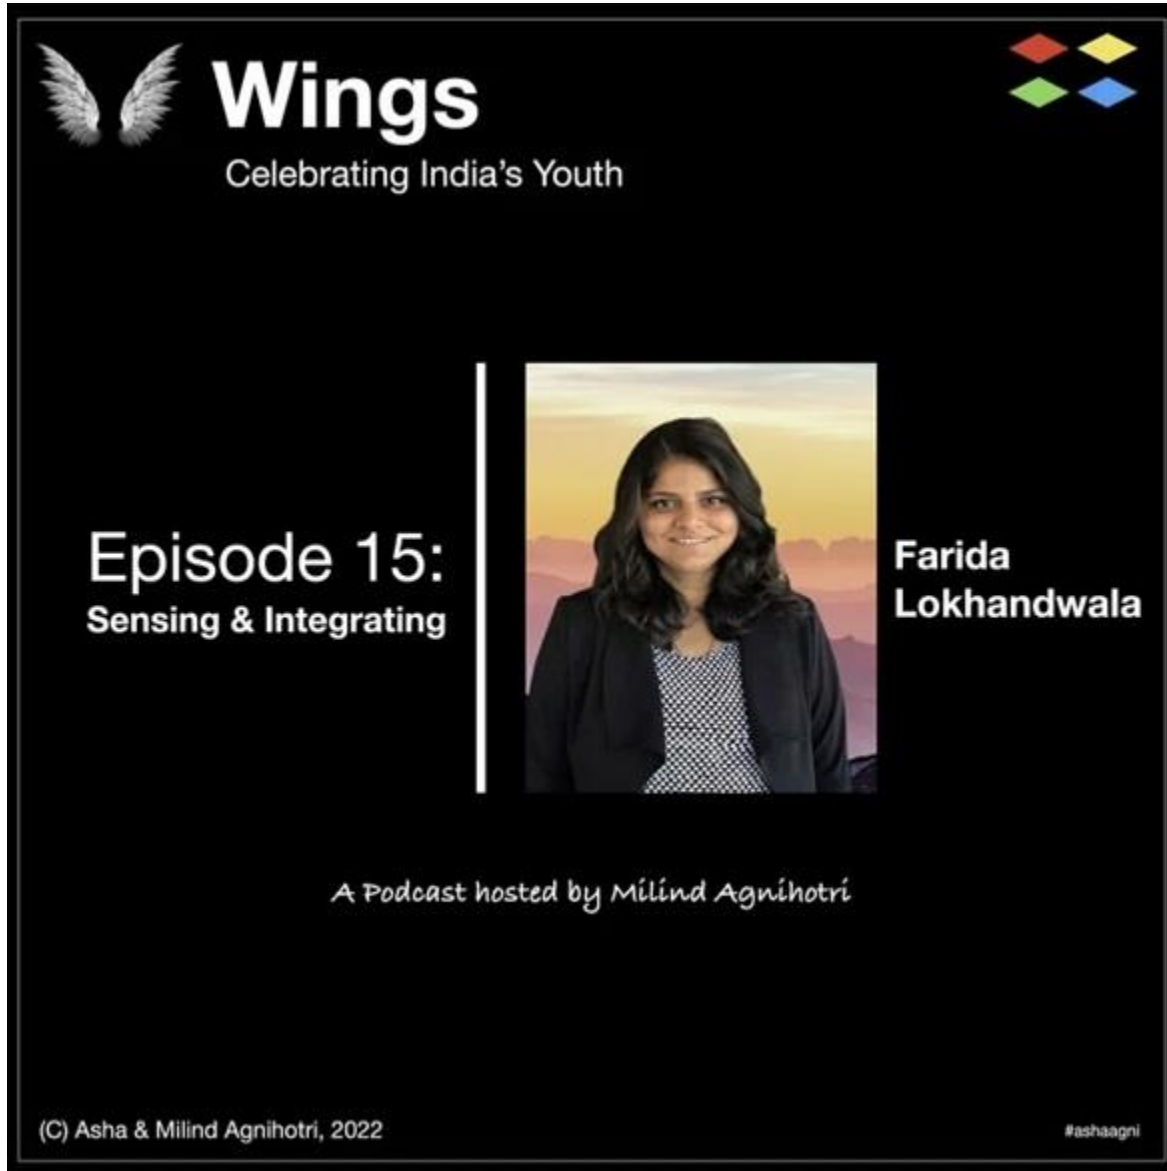 Wings
Celebrating India's Youth
Episode 15:
Sensing & Integrating
Farida
Lokhandwala
A Podcast hosted by Milind Agnihotri
(C) Asha & Milind Agnihotri, 2022
#ashaagni